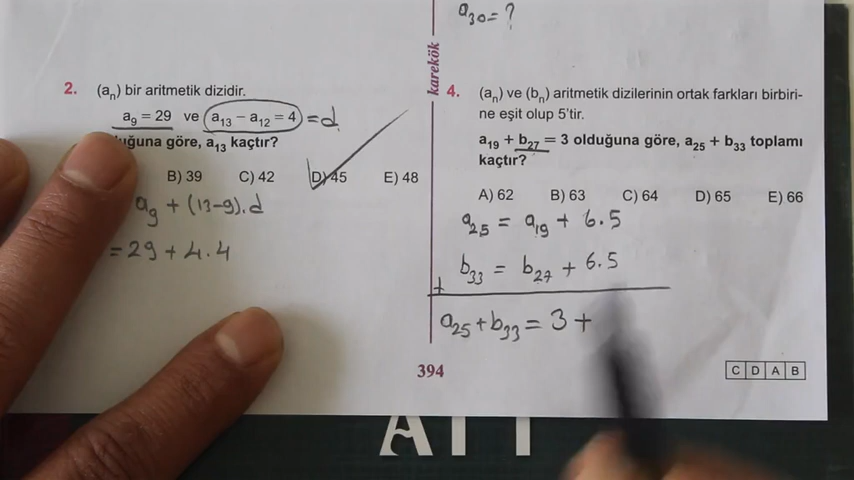 a30 = ?
karekök
2. (an) bir aritmetik dizidir.
a9 = 29 ve a13 – a12 = 4 = d
göre, a13 kaçtır?
B) 39 C) 42 D) 45 E) 48
a9 + (13-9).d
= 29 + 4.4
4. (an) ve (bn) aritmetik dizilerinin ortak farkları birbiri-
ne eşit olup 5'tir.
a19 + b27 = 3 olduğuna göre, a25 + b33 toplamı
kaçtır?
A) 62 B) 63 C) 64 D) 65 E) 66
a25 = a19 + 6.5
b33 = b27 + 6.5
+
a25 + b33 = 3 +
394
C D A B